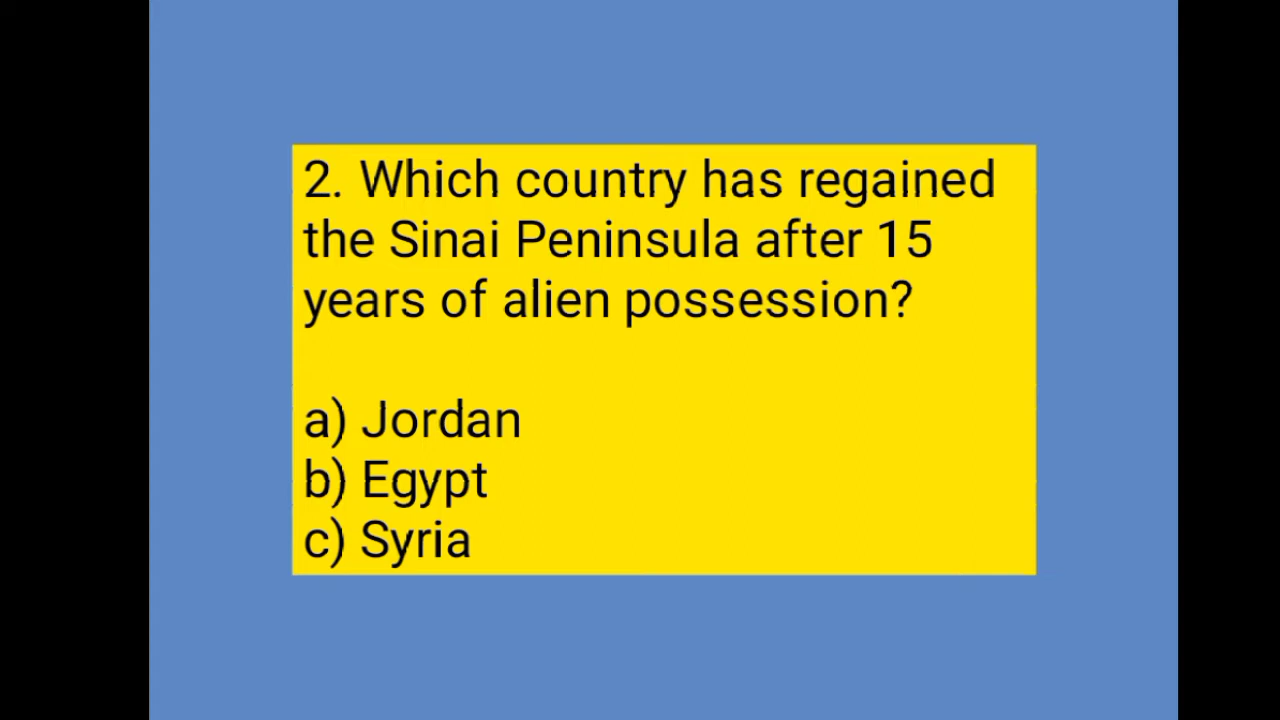 2. Which country has regained
the Sinai Peninsula after 15
years of alien possession?
a) Jordan
b) Egypt
c) Syria